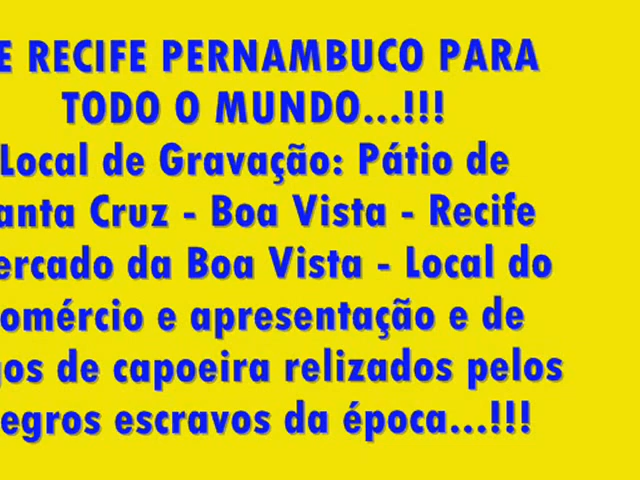 E RECIFE PERNAMBUCO PARA
TODO O MUNDO...!!!
Local de Gravação: Pátio de
anta Cruz - Boa Vista - Recife
ercado da Boa Vista - Local do
omércio e apresentação e de
os de capoeira relizados pelos
egros escravos da época...!!!